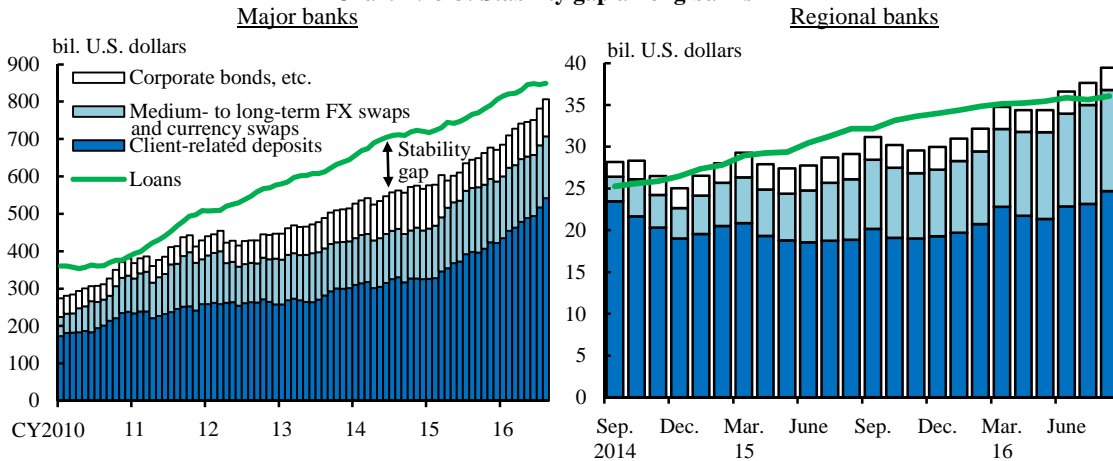 Major banks
bil. U.S. dollars
900
800
700
600
500
400
300
200
100
0
Corporate bonds, etc.
Medium- to long-term FX swaps
and currency swaps
Client-related deposits
Loans
Stability
gap
CY2010 11 12 13 14 15 16
Regional banks
bil. U.S. dollars
40
35
30
25
20
15
10
5
0
Sep. Dec. Mar. June Sep. Dec. Mar. June
2014 15 16